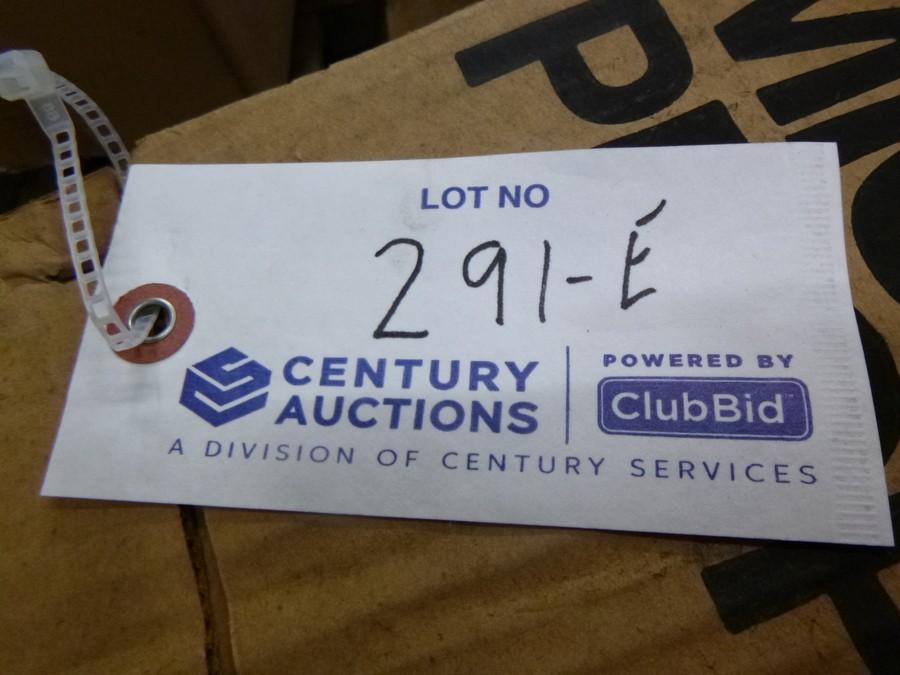 LOT NO
291-E
CENTURY
AUCTIONS
A DIVISION OF CENTURY SERVICES
POWERED BY
ClubBid